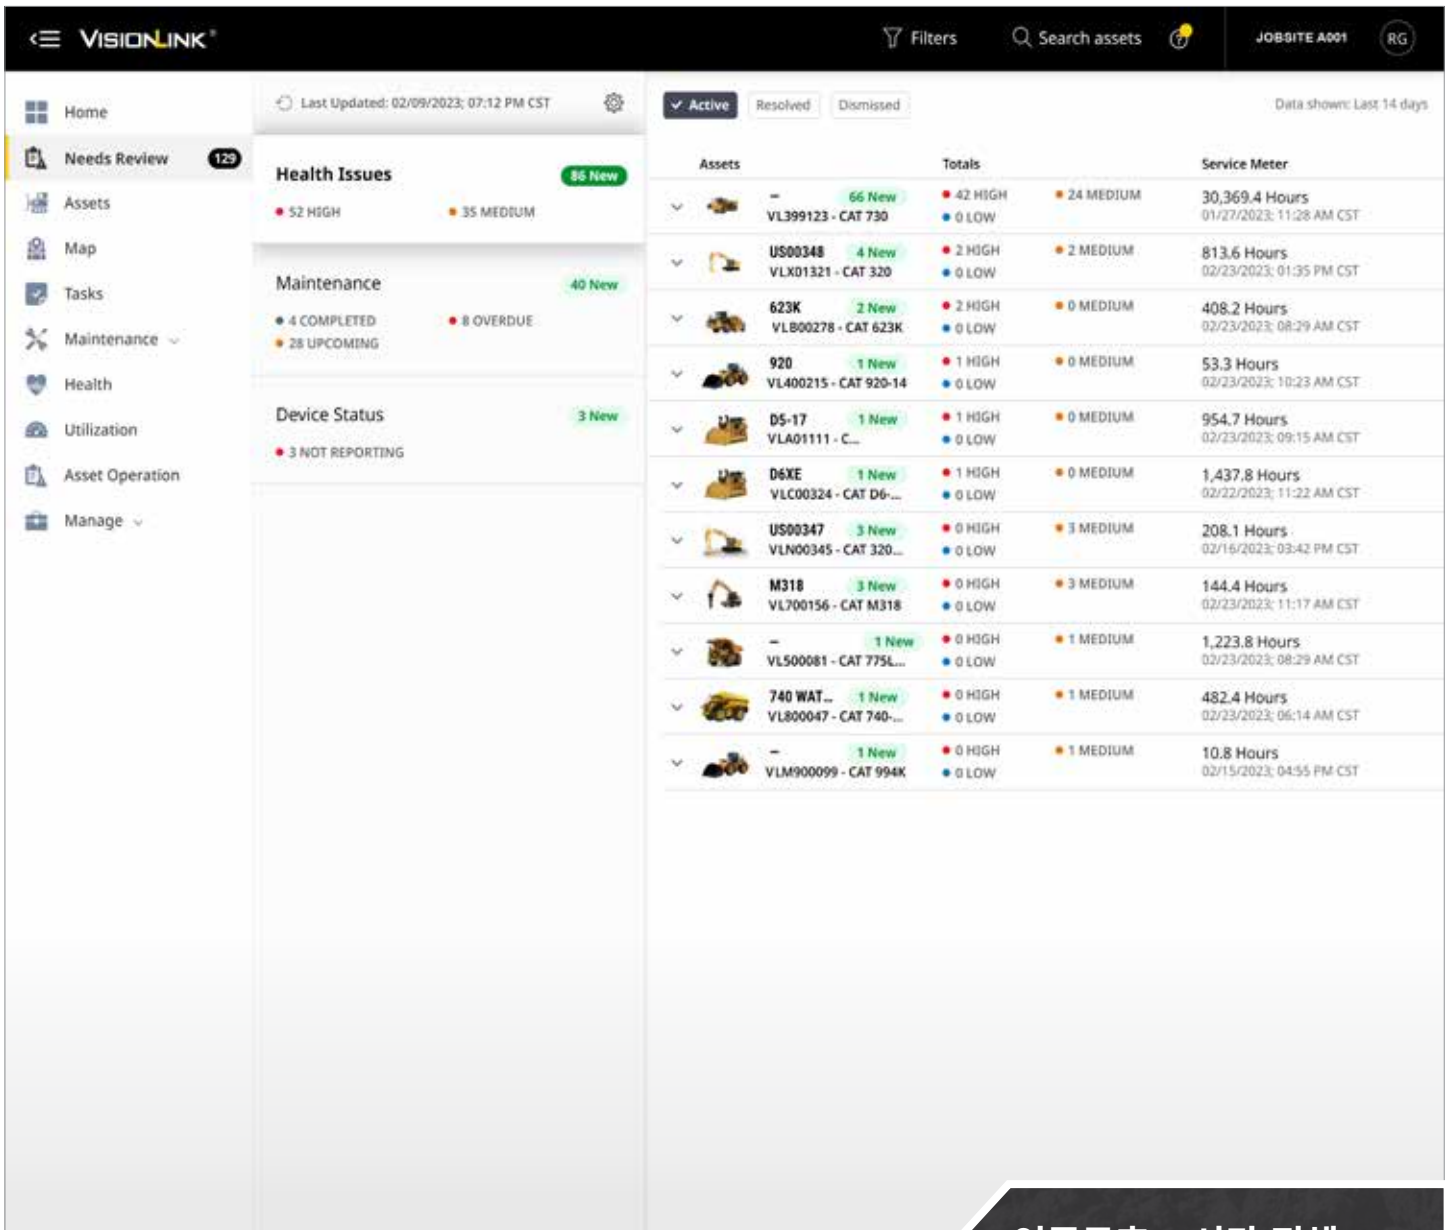 VISIONLINK®
Filters
Search assets
JOBSITE A001
RG
Home
Needs Review 129
Assets
Map
Tasks
Maintenance
Health
Utilization
Asset Operation
Manage
Last Updated: 02/09/2023; 07:12 PM CST
Health Issues 86 New
52 HIGH 35 MEDIUM
Maintenance 40 New
4 COMPLETED 8 OVERDUE
28 UPCOMING
Device Status 3 New
3 NOT REPORTING
Active Resolved Dismissed
Data shown: Last 14 days
Assets Totals Service Meter
– 66 New 42 HIGH 24 MEDIUM 30,369.4 Hours
VL399123 - CAT 730 0 LOW 01/27/2023; 11:28 AM CST
US00348 4 New 2 HIGH 2 MEDIUM 813.6 Hours
VLX01321 - CAT 320 0 LOW 02/23/2023; 01:35 PM CST
623K 2 New 2 HIGH 0 MEDIUM 408.2 Hours
VLB00278 - CAT 623K 0 LOW 02/23/2023; 08:29 AM CST
920 1 New 1 HIGH 0 MEDIUM 53.3 Hours
VL400215 - CAT 920-14 0 LOW 02/23/2023; 10:23 AM CST
D5-17 1 New 1 HIGH 0 MEDIUM 954.7 Hours
VLA01111 - C... 0 LOW 02/23/2023; 09:15 AM CST
D6XE 1 New 1 HIGH 0 MEDIUM 1,437.8 Hours
VLC00324 - CAT D6-... 0 LOW 02/22/2023; 11:22 AM CST
US00347 3 New 0 HIGH 3 MEDIUM 208.1 Hours
VLN00345 - CAT 320... 0 LOW 02/16/2023; 03:42 PM CST
M318 3 New 0 HIGH 3 MEDIUM 144.4 Hours
VL700156 - CAT M318 0 LOW 02/23/2023; 11:17 AM CST
– 1 New 0 HIGH 1 MEDIUM 1,223.8 Hours
VL500081 - CAT 775L... 0 LOW 02/23/2023; 08:29 AM CST
740 WAT... 1 New 0 HIGH 1 MEDIUM 482.4 Hours
VL800047 - CAT 740-... 0 LOW 02/23/2023; 06:14 AM CST
– 1 New 0 HIGH 1 MEDIUM 10.8 Hours
VLM900099 - CAT 994K 0 LOW 02/15/2023; 04:55 PM CST